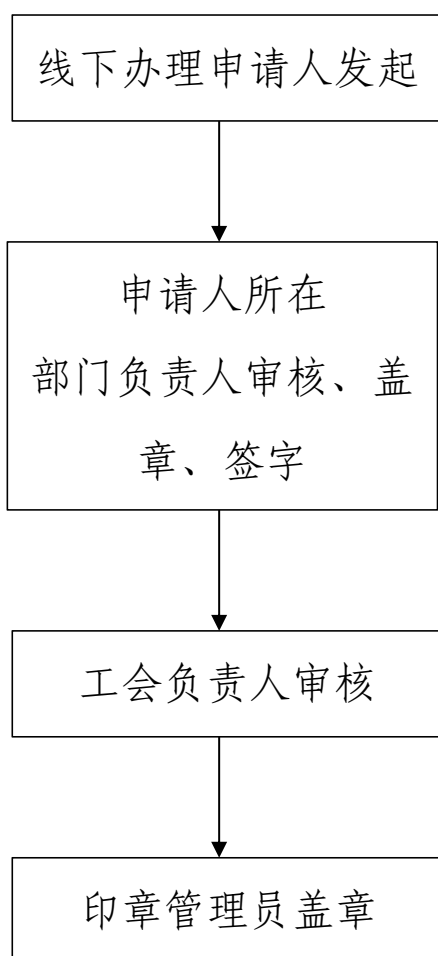 线下办理申请人发起
申请人所在
部门负责人审核、盖
章、签字
工会负责人审核
印章管理员盖章